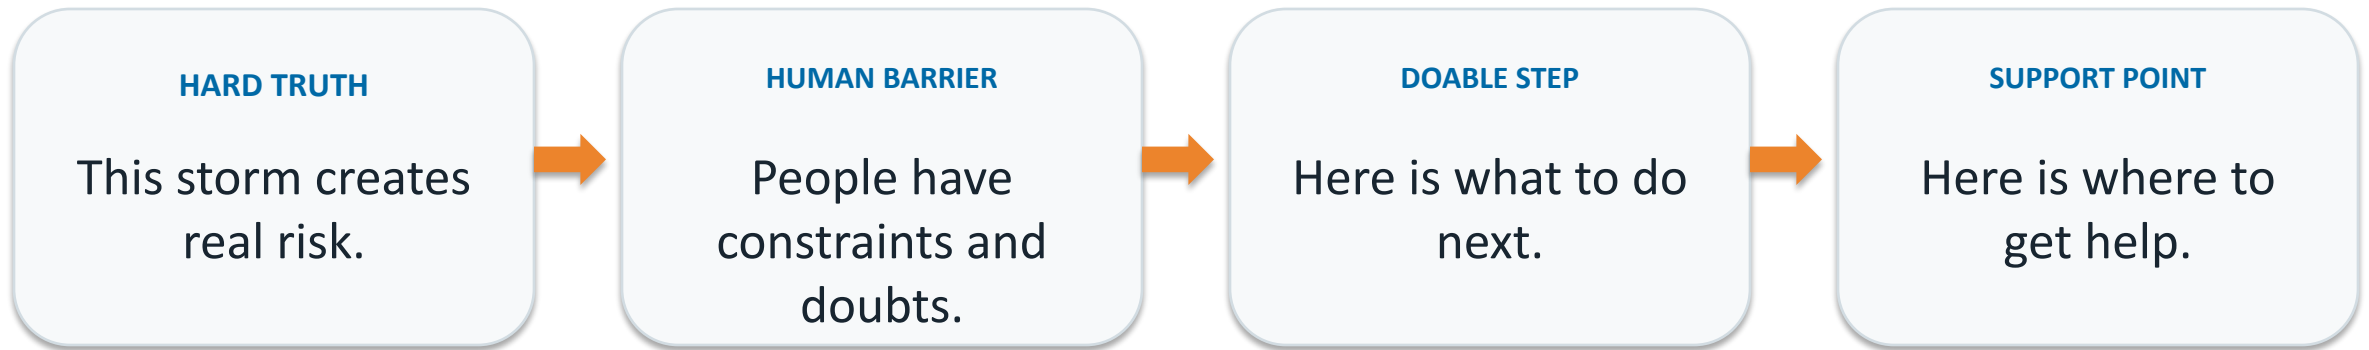 HARD TRUTH
This storm creates
real risk.
HUMAN BARRIER
People have
constraints and
doubts.
DOABLE STEP
Here is what to do
next.
SUPPORT POINT
Here is where to
get help.